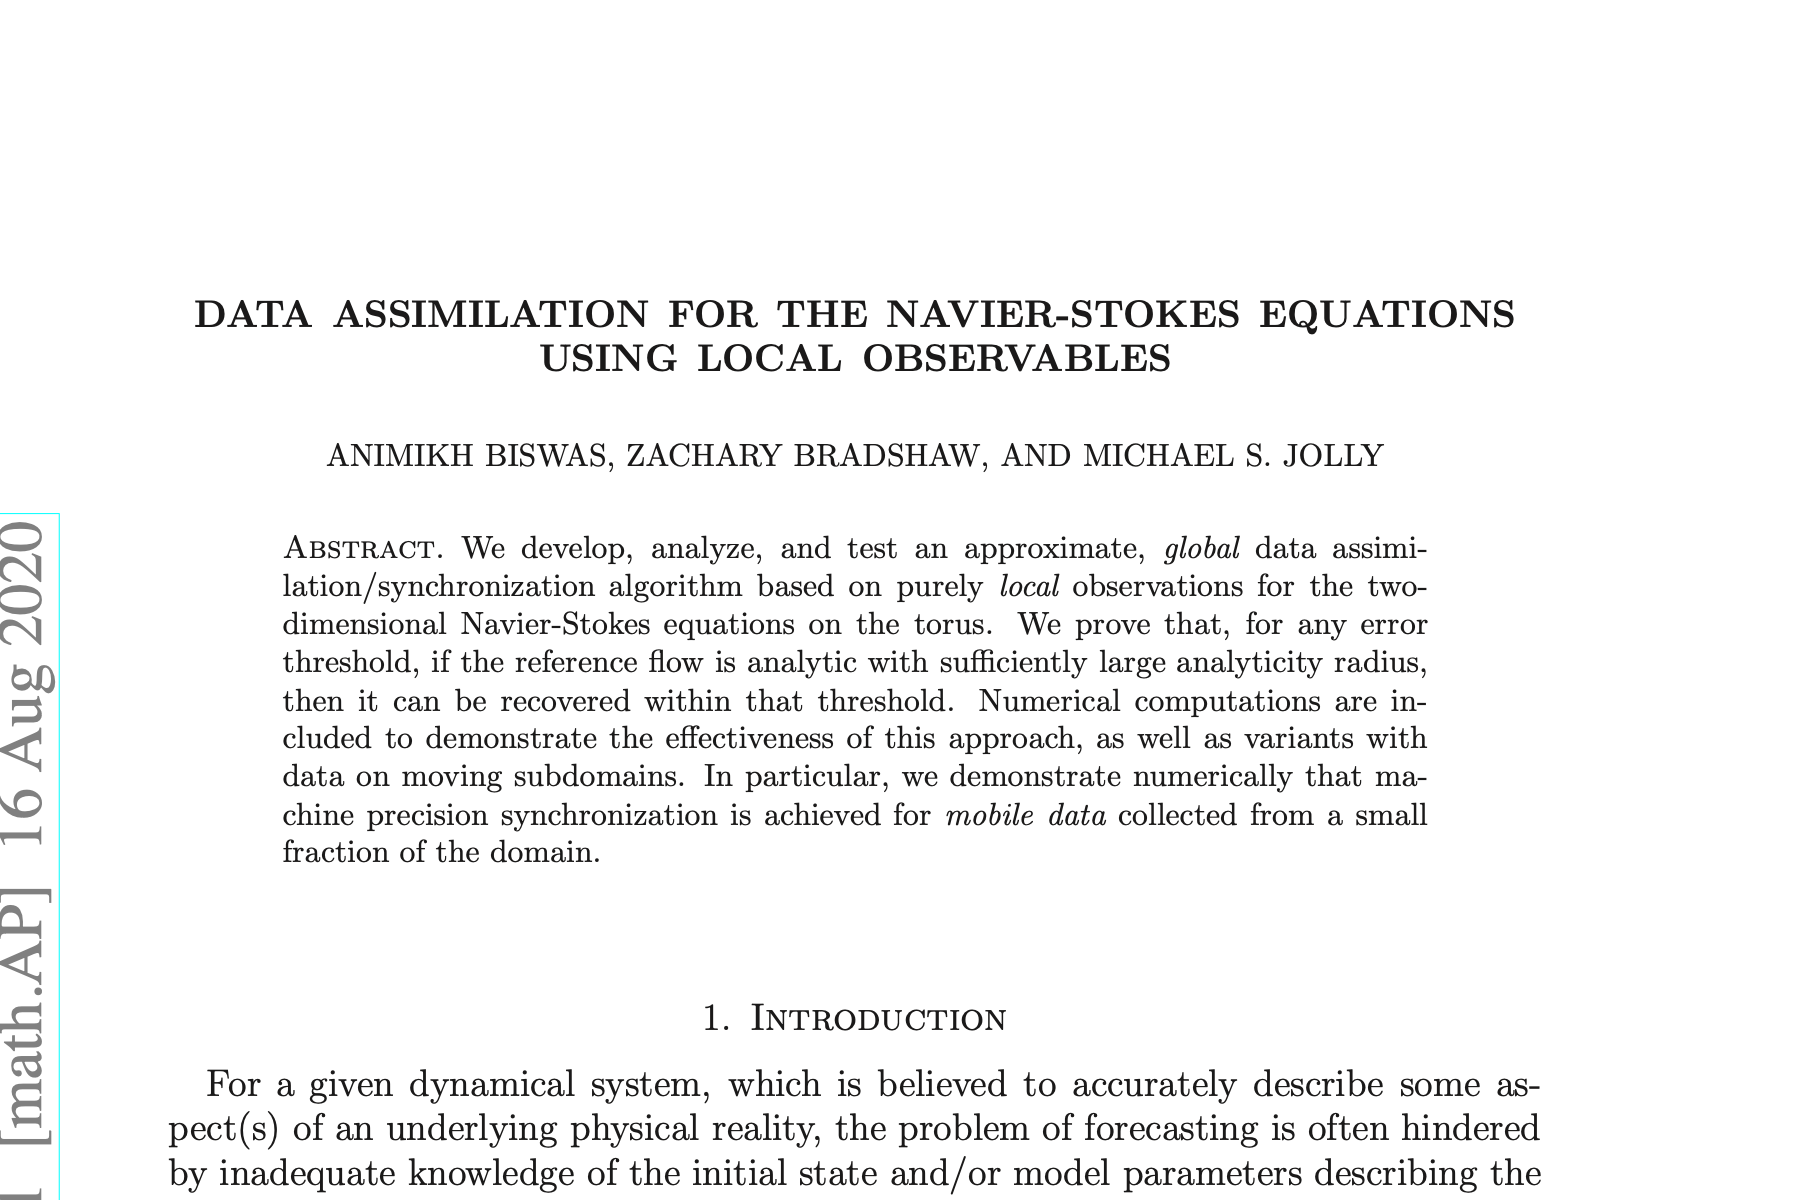 DATA ASSIMILATION FOR THE NAVIER-STOKES EQUATIONS
USING LOCAL OBSERVABLES
ANIMIKH BISWAS, ZACHARY BRADSHAW, AND MICHAEL S. JOLLY
ABSTRACT. We develop, analyze, and test an approximate, global data assimi-
lation/synchronization algorithm based on purely local observations for the two-
dimensional Navier-Stokes equations on the torus. We prove that, for any error
threshold, if the reference flow is analytic with sufficiently large analyticity radius,
then it can be recovered within that threshold. Numerical computations are in-
cluded to demonstrate the effectiveness of this approach, as well as variants with
data on moving subdomains. In particular, we demonstrate numerically that ma-
chine precision synchronization is achieved for mobile data collected from a small
fraction of the domain.
1. INTRODUCTION
For a given dynamical system, which is believed to accurately describe some as-
pect(s) of an underlying physical reality, the problem of forecasting is often hindered
by inadequate knowledge of the initial state and/or model parameters describing the
[math.AP] 16 Aug 2020